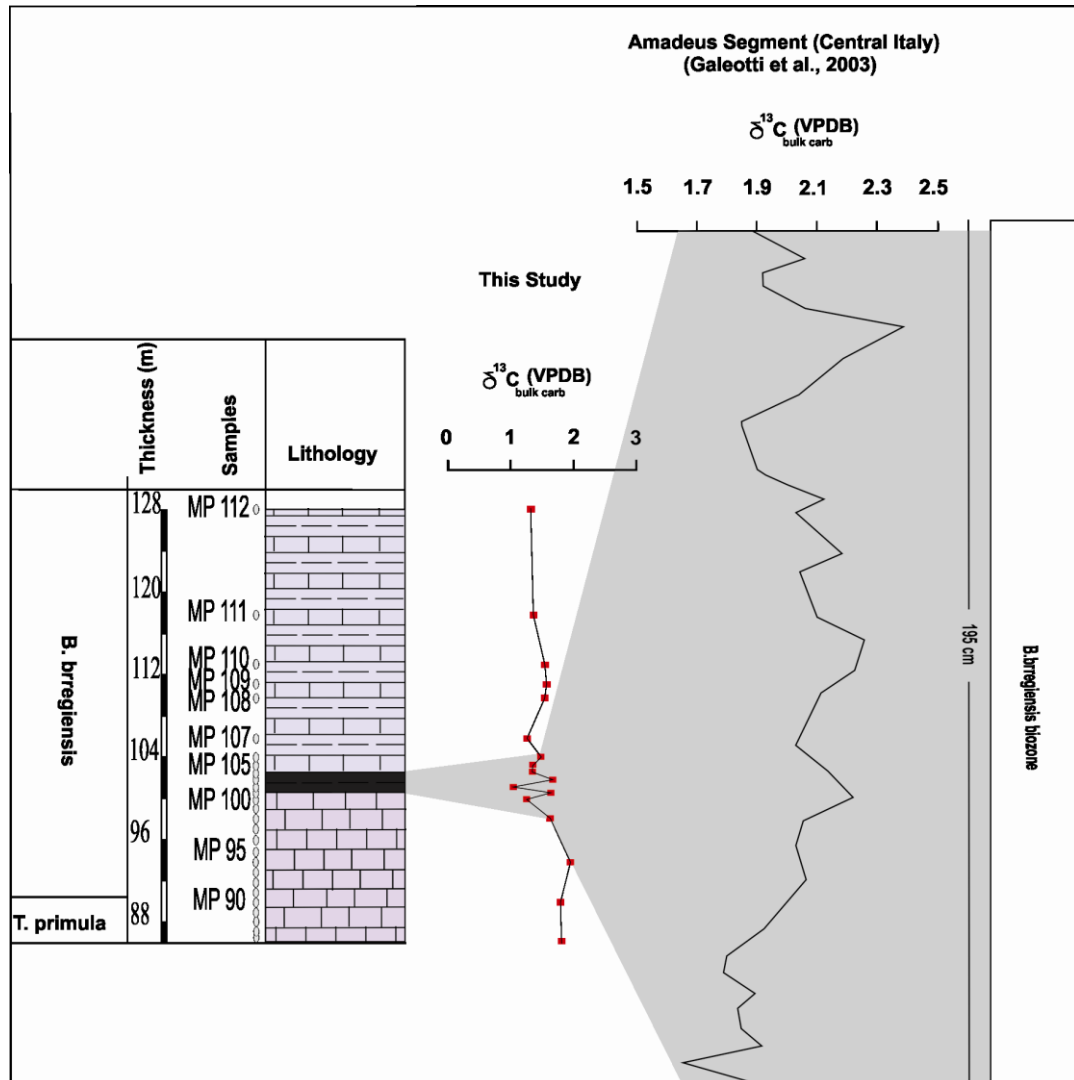 Amadeus Segment (Central Italy)
(Galeotti et al., 2003)
δ13C (VPDB)
bulk carb
1.5 1.7 1.9 2.1 2.3 2.5
This Study
δ13C (VPDB)
bulk carb
0 1 2 3
Thickness (m)
Samples
Lithology
128
120
112
104
96
88
MP 112
MP 111
MP 110
MP 109
MP 108
MP 107
MP 105
MP 100
MP 95
MP 90
B. brregiensis
T. primula
195 cm
B.brregiensis biozone